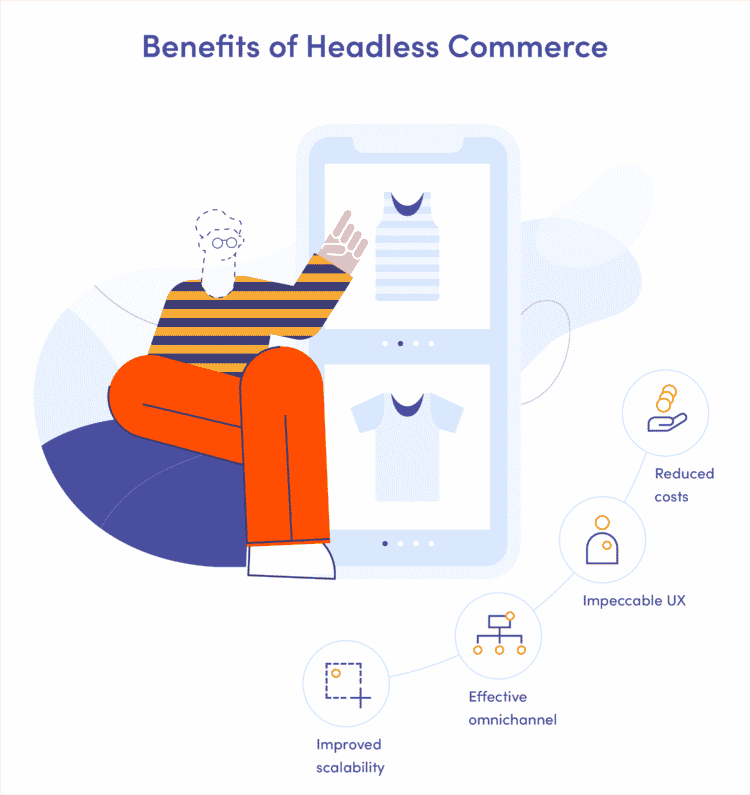 Benefits of Headless Commerce
Reduced
costs
Impeccable UX
Effective
omnichannel
Improved
scalability